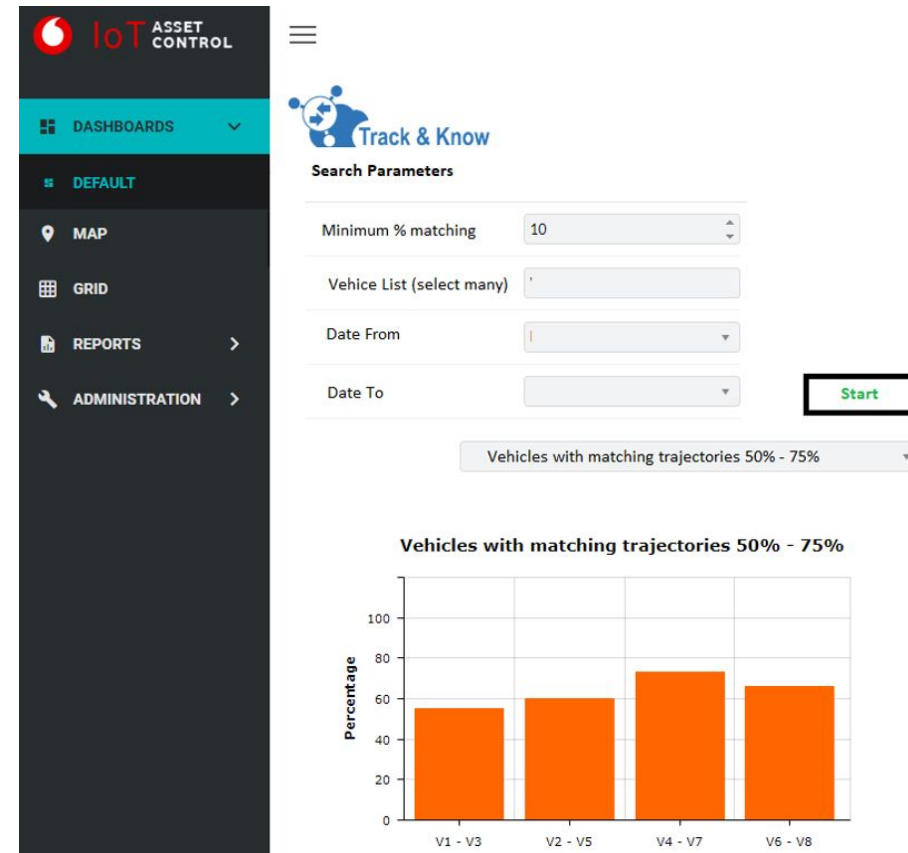 IoT ASSET CONTROL
DASHBOARDS
DEFAULT
MAP
GRID
REPORTS
ADMINISTRATION
Track & Know
Search Parameters
Minimum % matching 10
Vehice List (select many) '
Date From
Date To
Start
Vehicles with matching trajectories 50% - 75%
Vehicles with matching trajectories 50% - 75%
Percentage
100
80
60
40
20
0
V1 - V3 V2 - V5 V4 - V7 V6 - V8